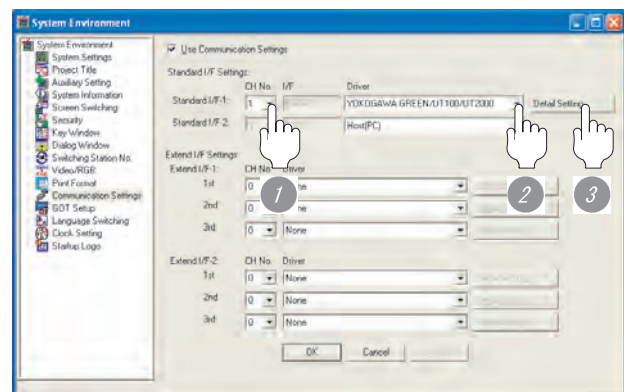 System Environment
System Environment
System Settings
Project Title
Auxiliary Setting
System Information
Screen Switching
Security
Key Window
Dialog Window
Switching Station No.
Video/RGB
Print Format
Communication Settings
GOT Setup
Language Switching
Clock Setting
Startup Logo
Use Communication Settings
Standard I/F Settings:
CH No. I/F Driver
Standard I/F-1: 1 YOKOGAWA GREEN/UT100/UT2000 Detail Setting
Standard I/F-2: Host(PC)
Extend I/F Settings:
Extend I/F-1: CH No. Driver
1st 0
2nd 0 None
3rd 0 None
1 2 3
Extend I/F-2: CH No. Driver
1st 0 None
2nd 0 None
3rd 0 None
OK Cancel